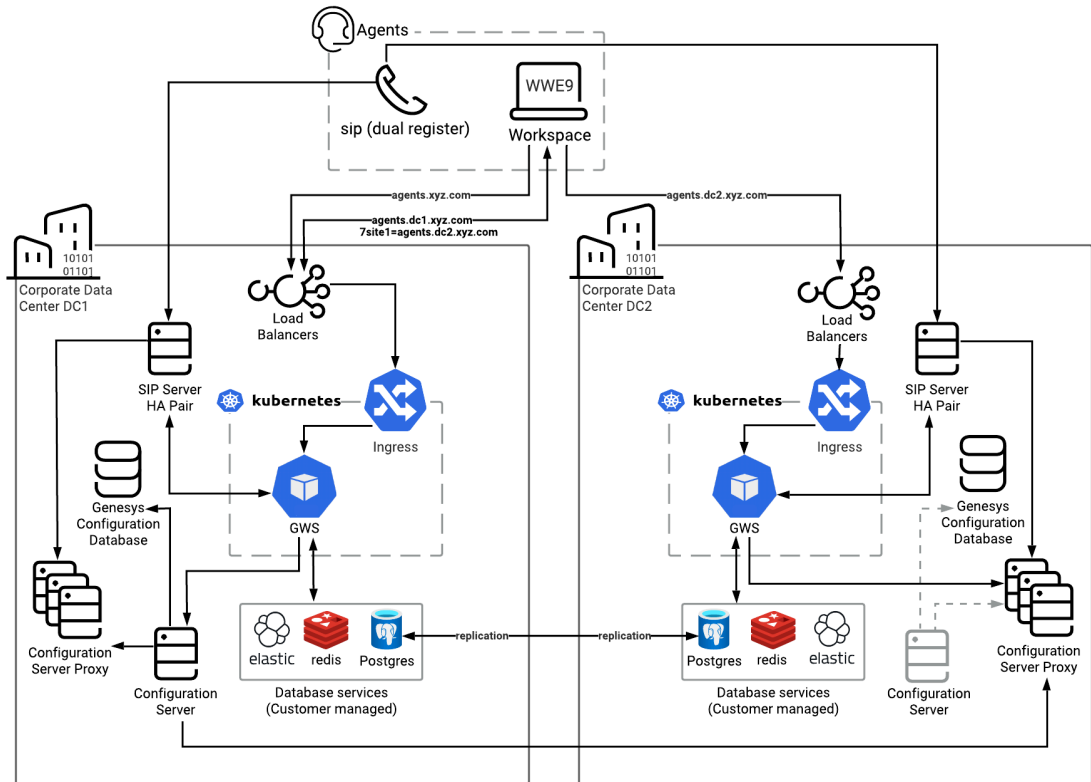 Agents
WWE9
sip (dual register)
Workspace
agents.xyz.com
agents.dc2.xyz.com
agents.dc1.xyz.com
7site1=agents.dc2.xyz.com
10101
01101
Corporate Data
Center DC1
10101
01101
Corporate Data
Center DC2
Load
Balancers
Load
Balancers
SIP Server
HA Pair
SIP Server
HA Pair
kubernetes
kubernetes
Ingress
Ingress
Genesys
Configuration
Database
Genesys
Configuration
Database
GWS
GWS
Configuration
Server Proxy
Configuration
Server
elastic
redis
Postgres
replication
replication
Postgres
redis
elastic
Database services
(Customer managed)
Database services
(Customer managed)
Configuration
Server
Configuration
Server Proxy